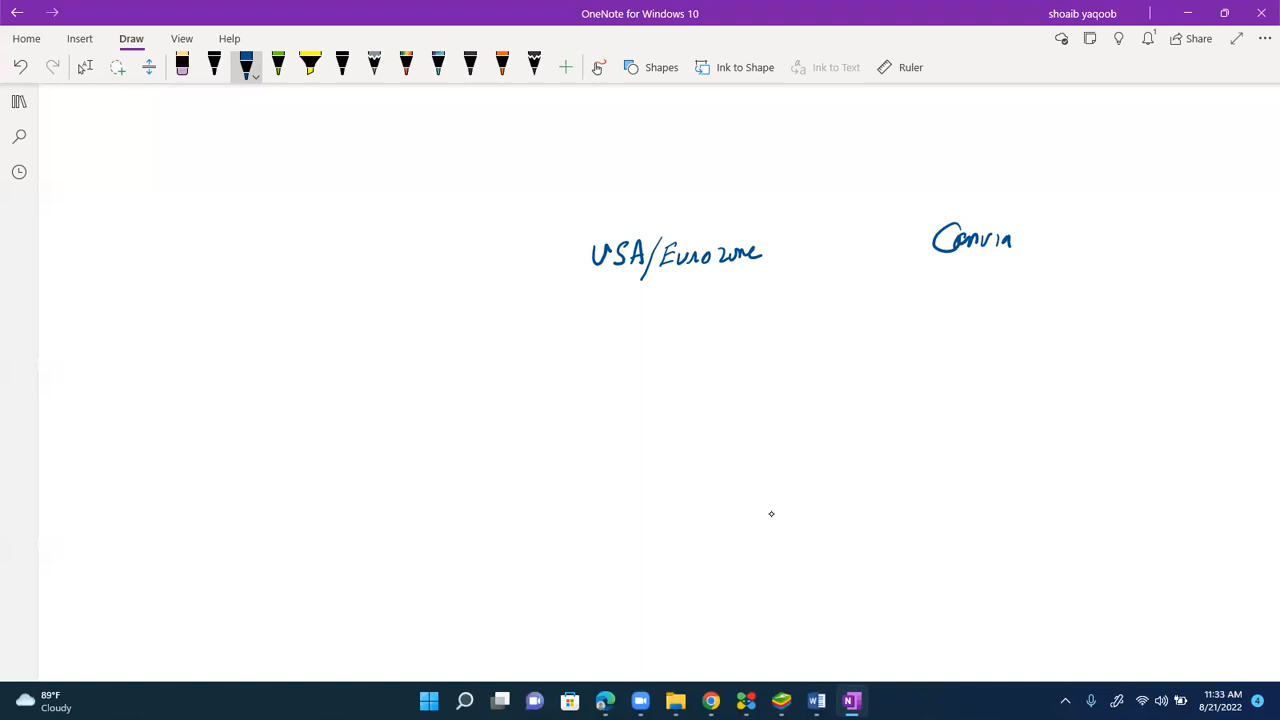 OneNote for Windows 10
shoaib yaqoob
Home Insert Draw View Help
Share
Shapes Ink to Shape Ink to Text Ruler
USA/Eurozone
89°F
Cloudy
11:33 AM
8/21/2022
4